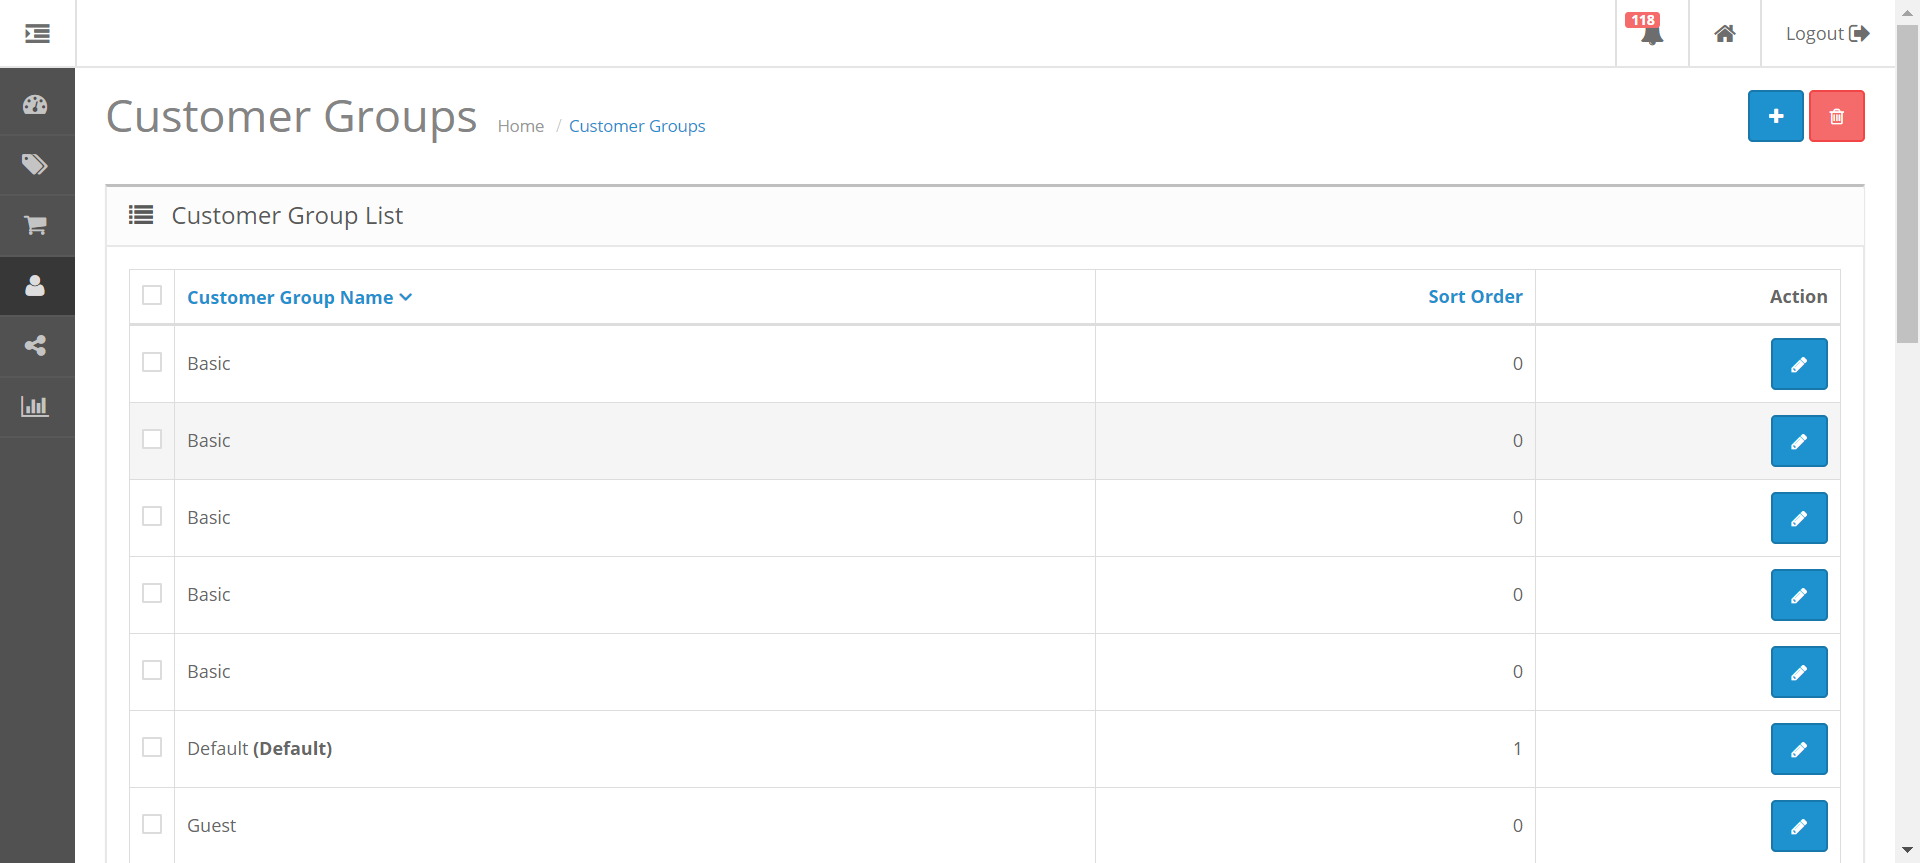 118
Logout
Customer Groups
Home / Customer Groups
Customer Group List
Customer Group Name Sort Order Action
Basic 0
Basic 0
Basic 0
Basic 0
Basic 0
Default (Default) 1
Guest 0